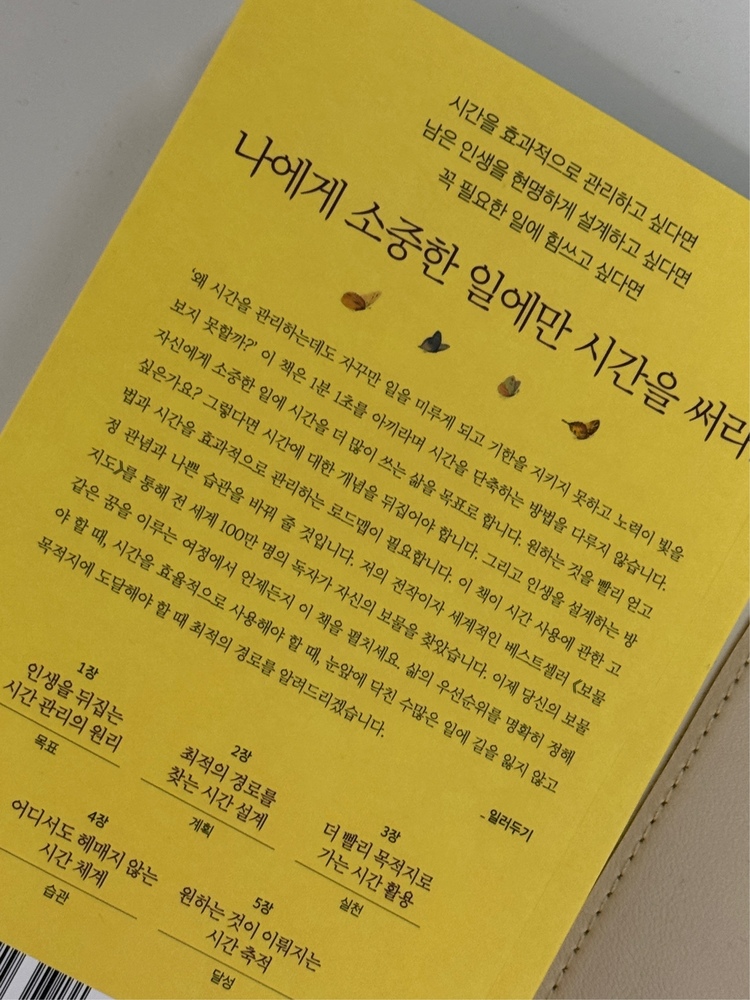 시간을 효과적으로 관리하고 싶다면
남은 인생을 현명하게 설계하고 싶다면
꼭 필요한 일에 힘쓰고 싶다면
나에게 소중한 일에만 시간을 써라
'왜 시간을 관리하는데도 자꾸만 일을 미루게 되고 기한을 지키지 못하고 노력이 빛을
보지 못할까?' 이 책은 1분 1초를 아끼라며 시간을 단축하는 방법을 다루지 않습니다.
자신에게 소중한 일에 시간을 더 많이 쓰는 삶을 목표로 합니다. 원하는 것을 빨리 얻고
싶은가요? 그렇다면 시간에 대한 개념을 뒤집어야 합니다. 그리고 인생을 설계하는 방
법과 시간을 효과적으로 관리하는 로드맵이 필요합니다. 이 책이 시간 사용에 관한 고
정 관념과 나쁜 습관을 바꿔 줄 것입니다. 저의 전작이자 세계적인 베스트셀러 《보물
지도》를 통해 전 세계 100만 명의 독자가 자신의 보물을 찾았습니다. 이제 당신의 보물
같은 꿈을 이루는 여정에서 언제든지 이 책을 펼치세요. 삶의 우선순위를 명확히 정해
야 할 때, 시간을 효율적으로 사용해야 할 때, 눈앞에 닥친 수많은 일에 길을 잃지 않고
목적지에 도달해야 할 때 최적의 경로를 알려드리겠습니다.
- 일러두기
1장
인생을 뒤집는
시간 관리의 원리
목표
2장
최적의 경로를
찾는 시간 설계
계획
3장
더 빨리 목적지로
가는 시간 활용
실천
4장
어디서도 헤매지 않는
시간 체계
습관
5장
원하는 것이 이뤄지는
시간 축적
달성